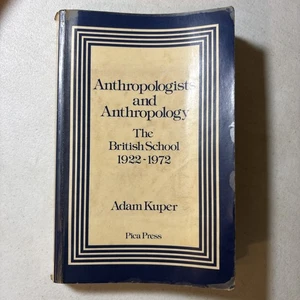 Anthropologists
and
Anthropology
The
British School
1922-1972
Adam Kuper
Pica Press